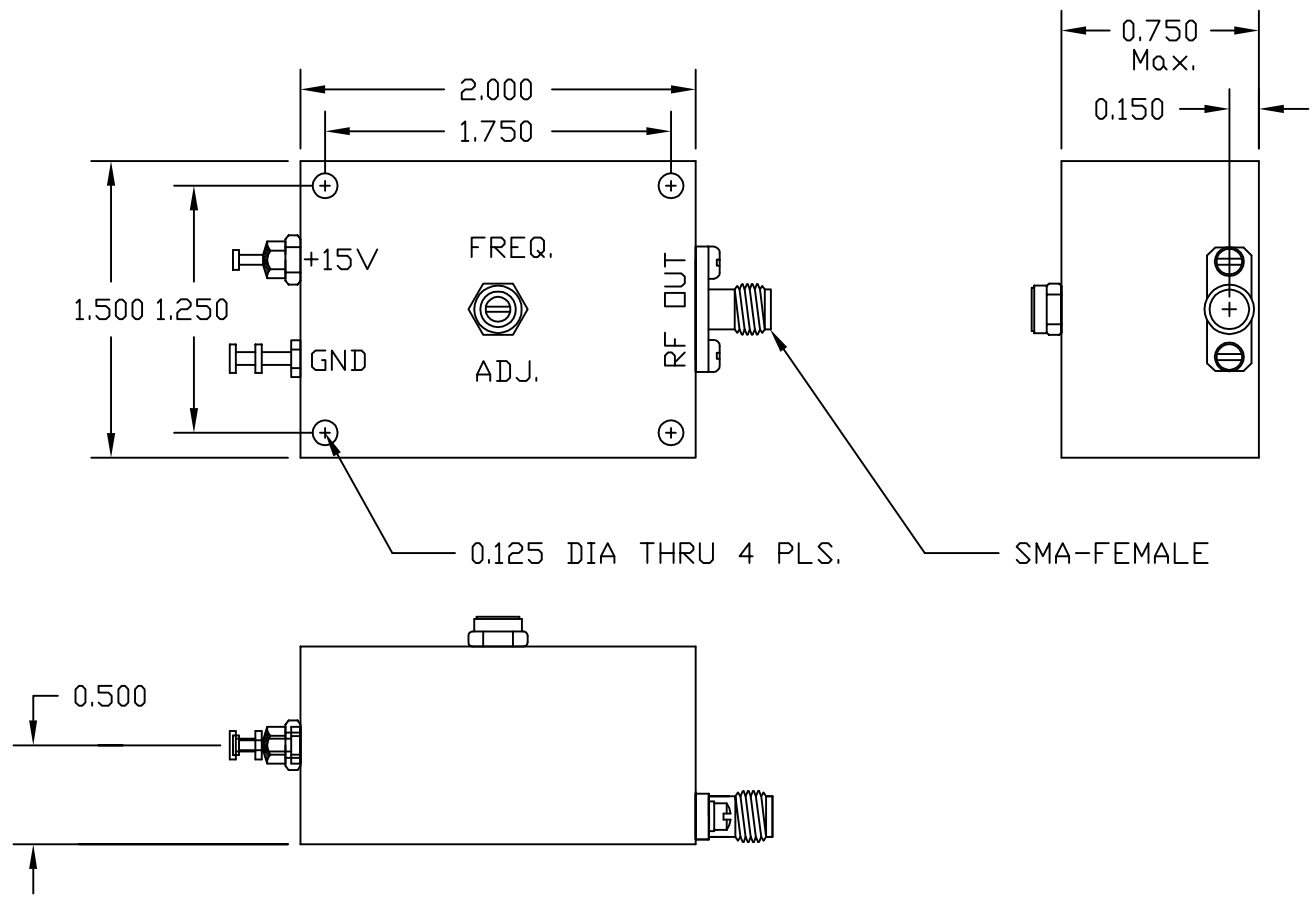 0.750
Max.
2.000
0.150
1.750
+15V
FREQ.
RF OUT
1.500
1.250
GND
ADJ.
0.125 DIA THRU 4 PLS.
SMA-FEMALE
0.500